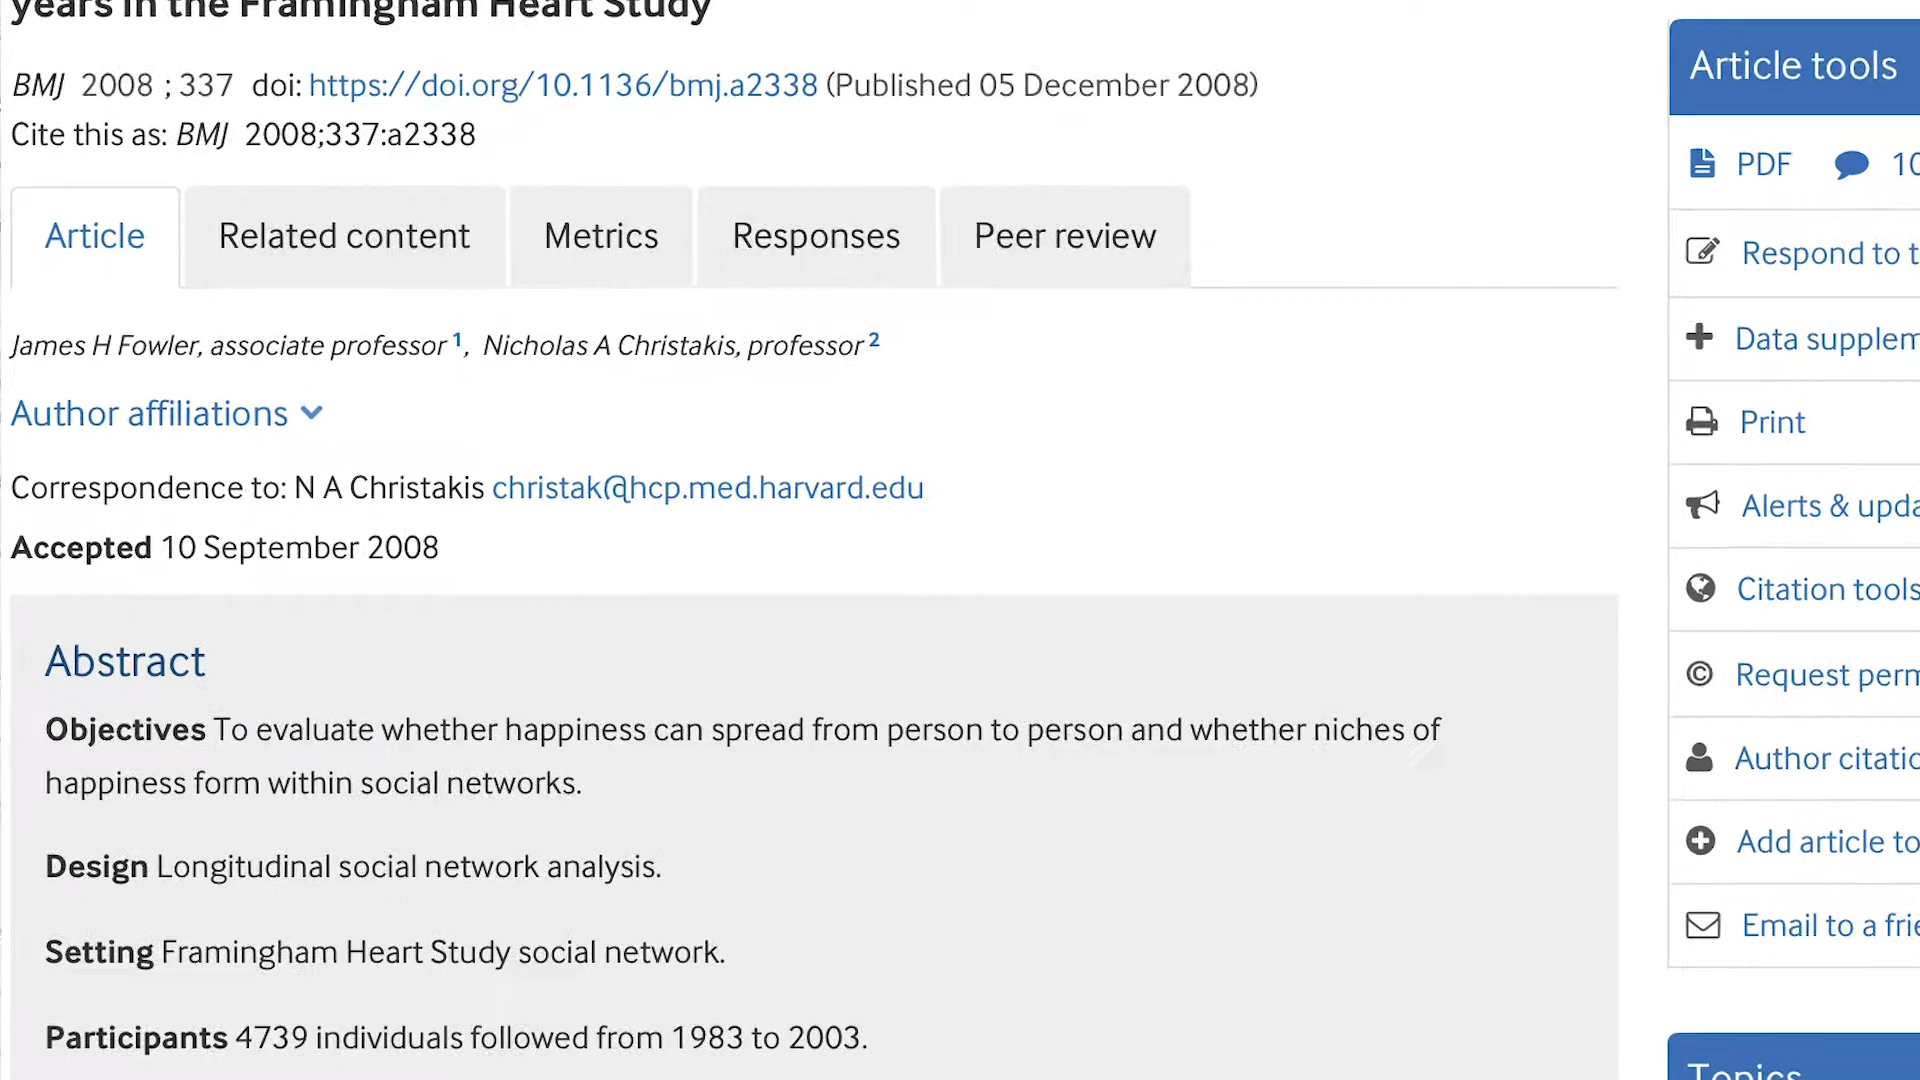 years in the Framingham Heart Study
BMJ 2008 ; 337 doi: https://doi.org/10.1136/bmj.a2338 (Published 05 December 2008)
Cite this as: BMJ 2008;337:a2338
Article Related content Metrics Responses Peer review
James H Fowler, associate professor 1, Nicholas A Christakis, professor 2
Author affiliations
Correspondence to: N A Christakis christak@hcp.med.harvard.edu
Accepted 10 September 2008
Abstract
Objectives To evaluate whether happiness can spread from person to person and whether niches of
happiness form within social networks.
Design Longitudinal social network analysis.
Setting Framingham Heart Study social network.
Participants 4739 individuals followed from 1983 to 2003.
Article tools
PDF 10
Respond to t
Data supplem
Print
Alerts & upda
Citation tools
Request perm
Author citatio
Add article to
Email to a frie
Topics